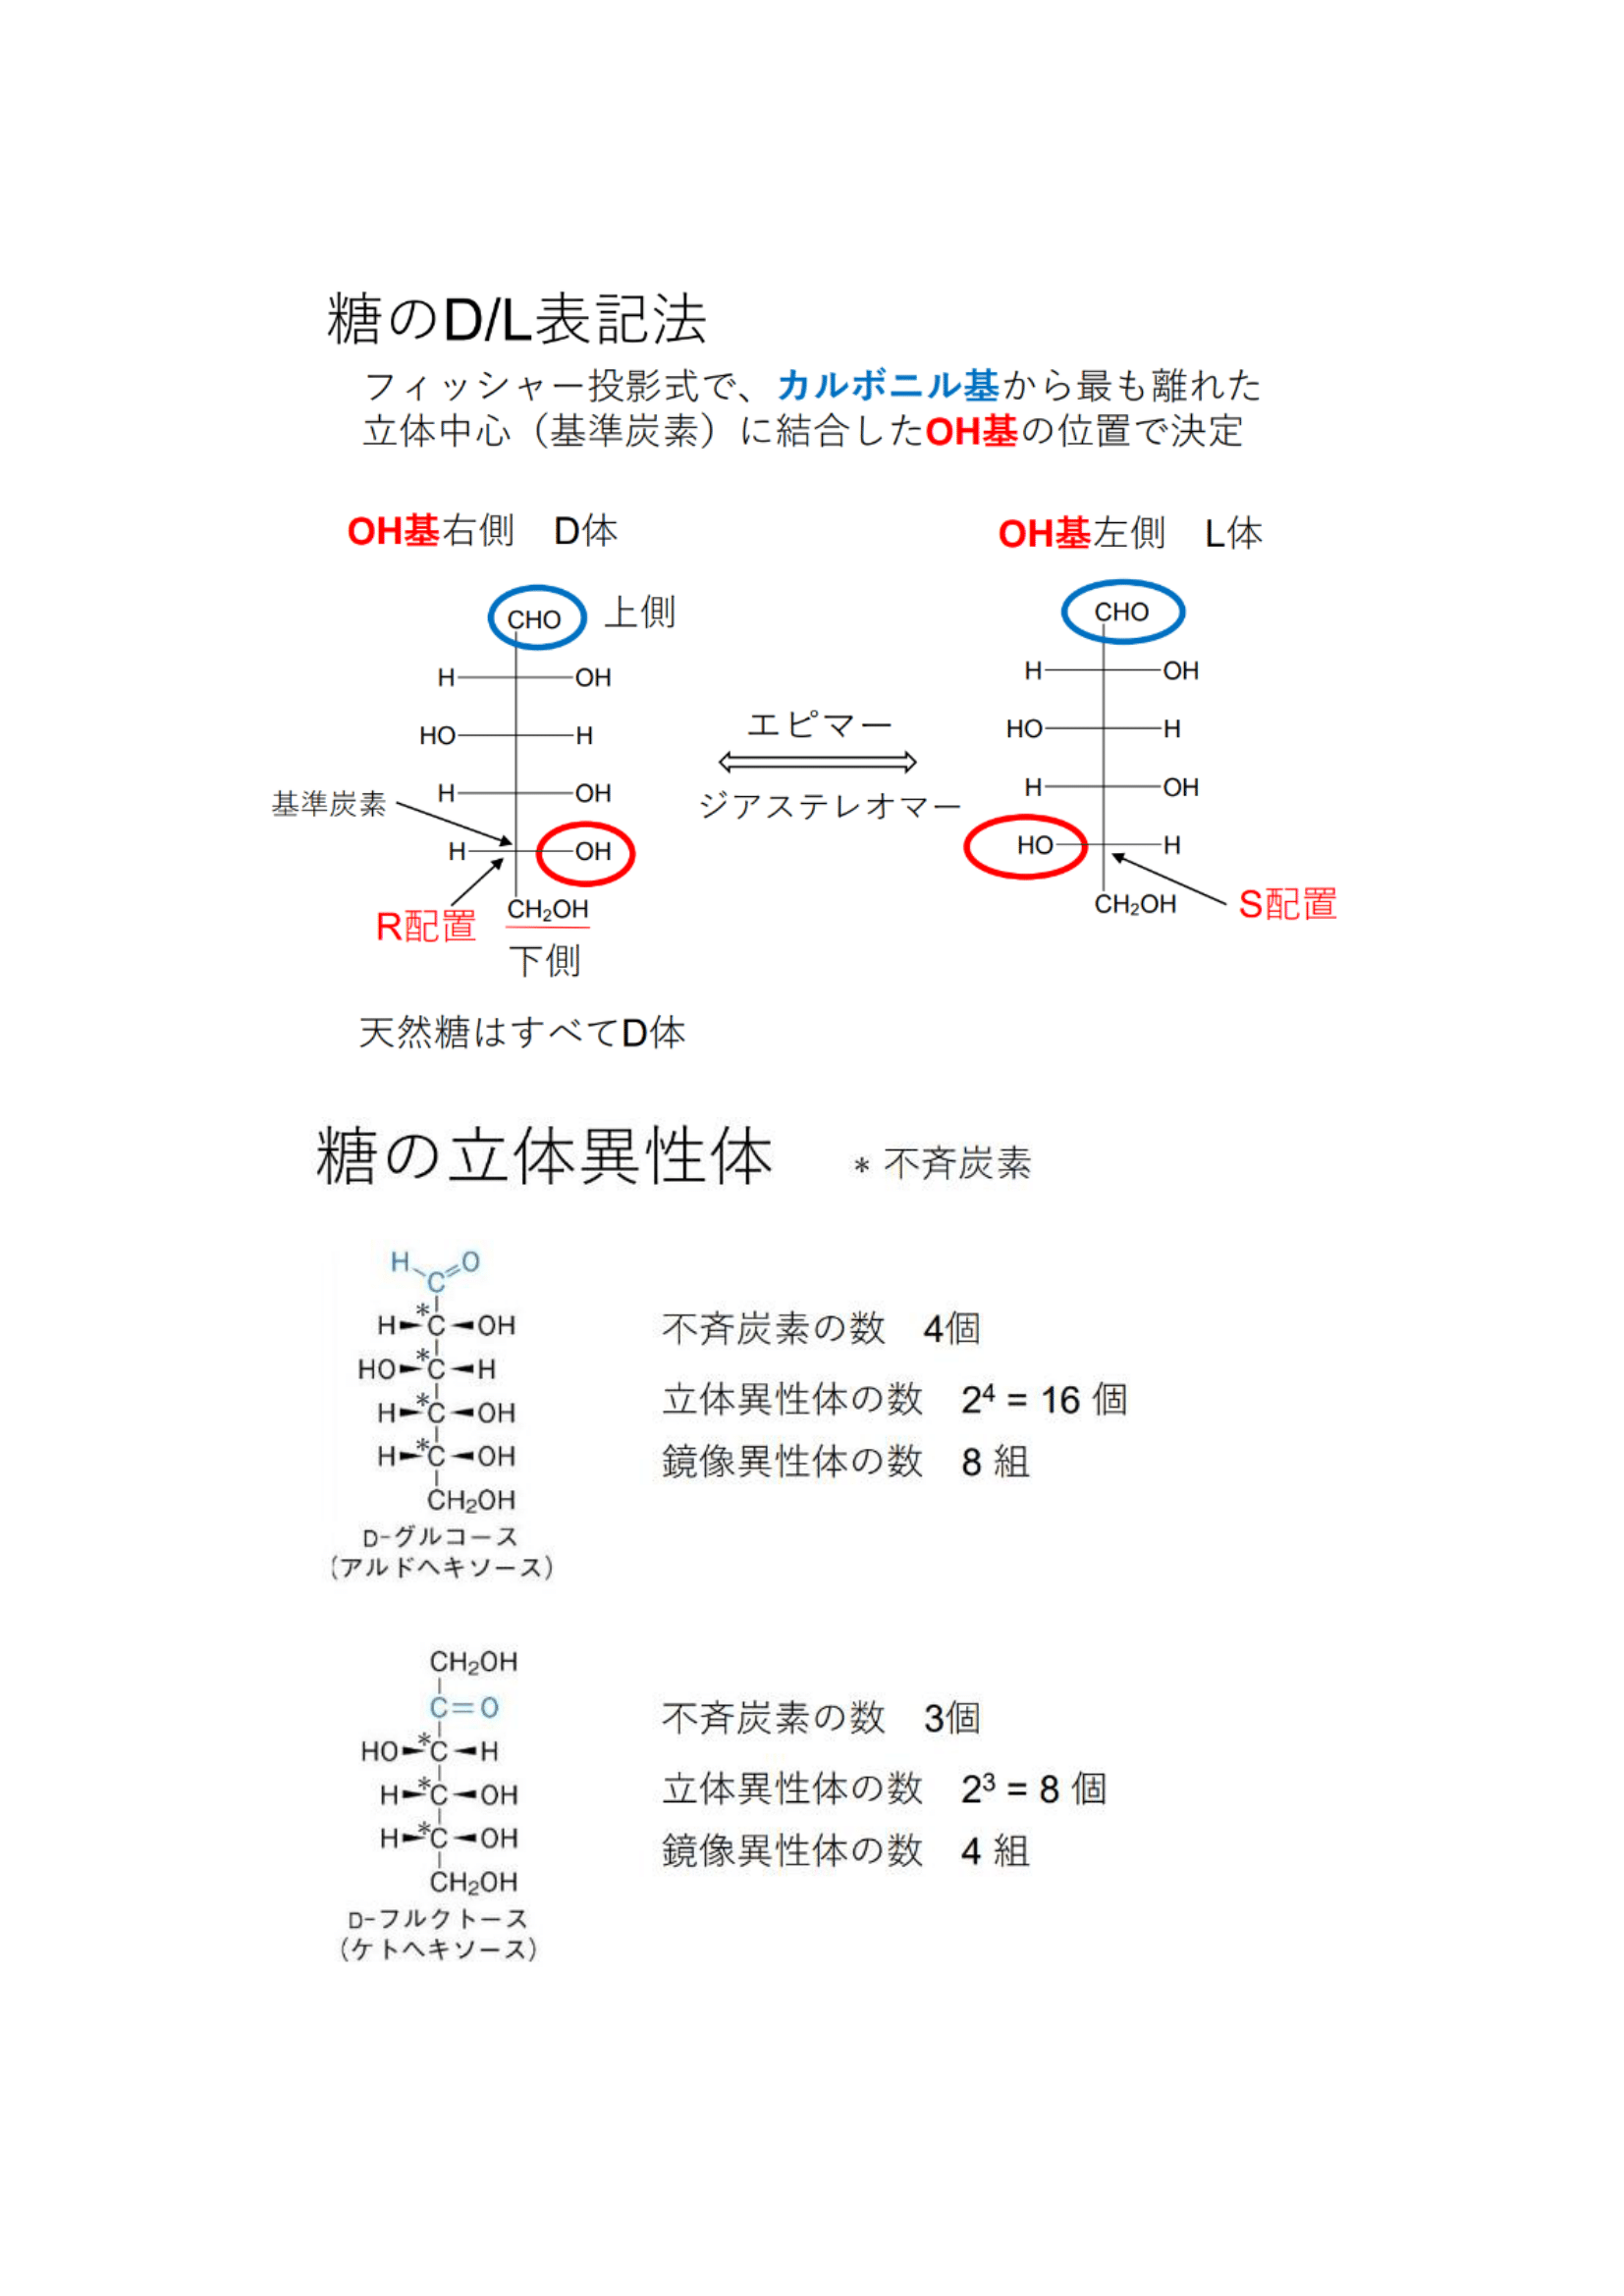 糖のD/L表記法
フィッシャー投影式で、カルボニル基から最も離れた
立体中心（基準炭素）に結合したOH基の位置で決定
OH基右側　D体
CHO
上側
H OH
HO H
H OH
基準炭素
H OH
R配置
CH₂OH
下側
エピマー
ジアステレオマー
OH基左側　L体
CHO
H OH
HO H
H OH
HO H
CH₂OH
S配置
天然糖はすべてD体
糖の立体異性体　* 不斉炭素
H O
C
H *C OH
HO *C H
H *C OH
H *C OH
CH₂OH
D-グルコース
(アルドヘキソース)
不斉炭素の数　4個
立体異性体の数　2⁴ = 16 個
鏡像異性体の数　8 組
CH₂OH
C=O
HO *C H
H *C OH
H *C OH
CH₂OH
D-フルクトース
(ケトヘキソース)
不斉炭素の数　3個
立体異性体の数　2³ = 8 個
鏡像異性体の数　4 組